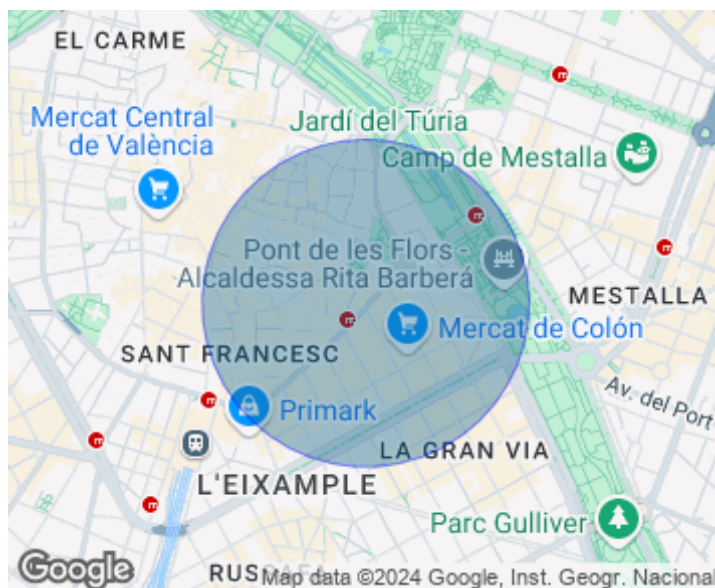 EL CARME
Mercat Central
de València
Jardí del Túria
Camp de Mestalla
Pont de les Flors -
Alcaldessa Rita Barberá
MESTALLA
Mercat de Colón
SANT FRANCESC
Av. del Port
Primark
LA GRAN VIA
L'EIXAMPLE
Parc Gulliver
Google
RUSSAFA
Map data ©2024 Google, Inst. Geogr. Nacional